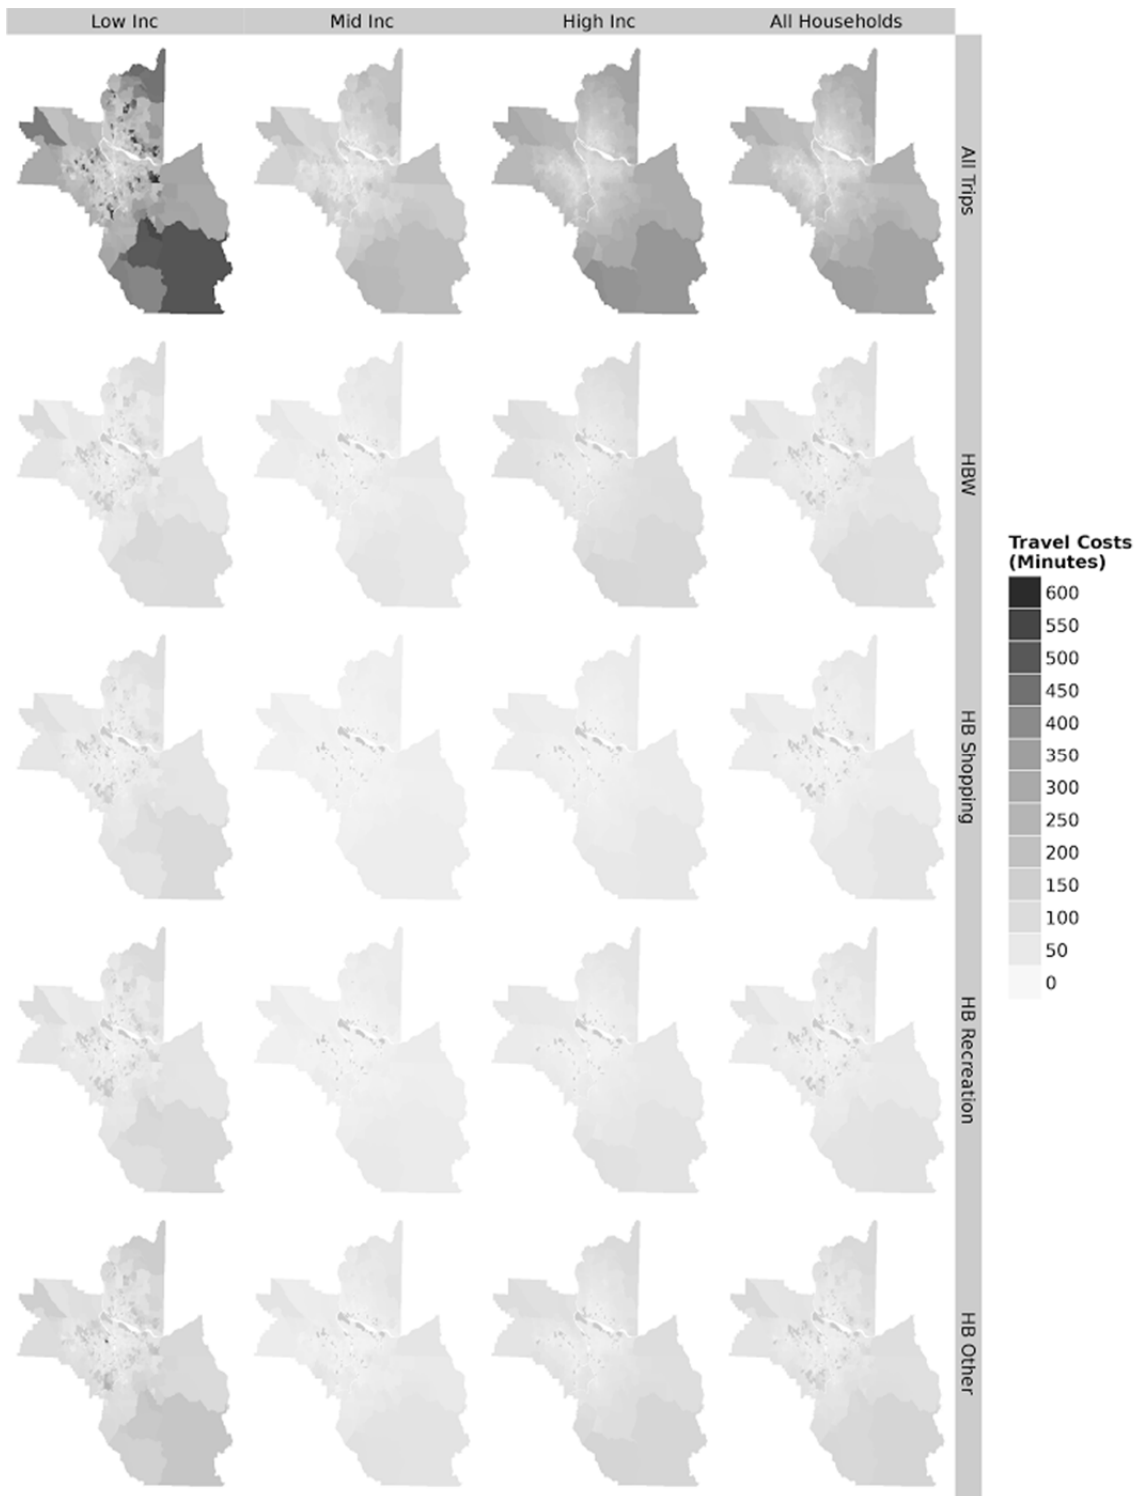 Low Inc
Mid Inc
High Inc
All Households
All Trips
HBW
HB Shopping
HB Recreation
HB Other
Travel Costs
(Minutes)
600
550
500
450
400
350
300
250
200
150
100
50
0